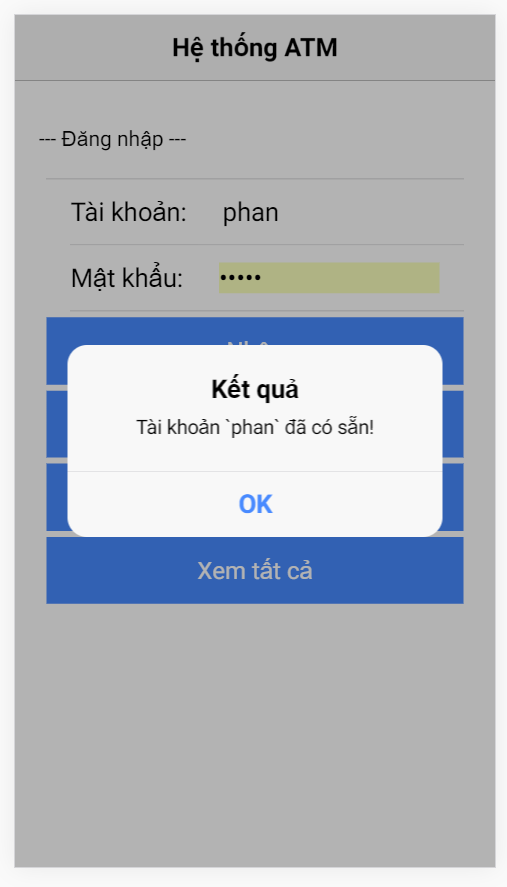 Hệ thống ATM
--- Đăng nhập ---
Tài khoản: phan
Mật khẩu: •••••
Kết quả
Tài khoản `phan` đã có sẵn!
OK
Xem tất cả